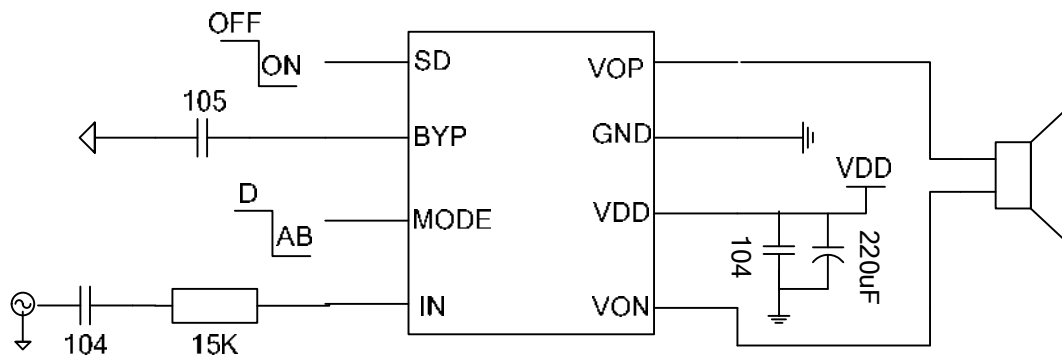 OFF
ON
SD
VOP
105
BYP
GND
D
AB
MODE
VDD
VDD
104
220uF
104
15K
IN
VON